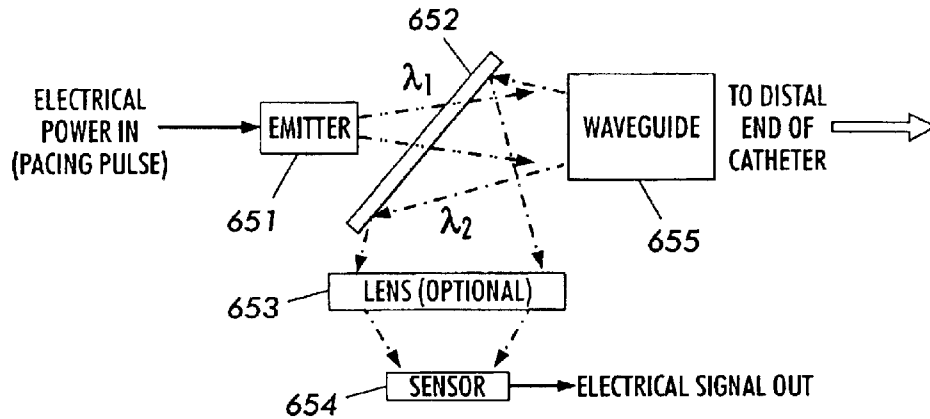 652
λ1
ELECTRICAL
POWER IN
(PACING PULSE)
EMITTER
651
WAVEGUIDE
655
TO DISTAL
END OF
CATHETER
λ2
LENS (OPTIONAL)
653
SENSOR
654
ELECTRICAL SIGNAL OUT